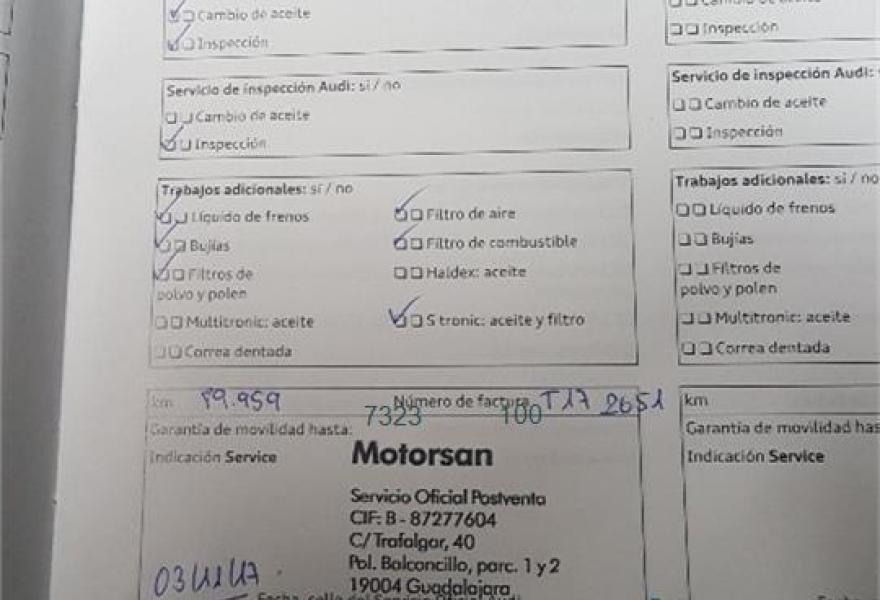 Cambio de aceite
Inspección
Inspección
Servicio de inspección Audi: si / no
Cambio de aceite
Inspección
Servicio de inspección Audi:
Cambio de aceite
Inspección
Trabajos adicionales: sí / no
Líquido de frenos
Filtro de aire
Bujías
Filtro de combustible
Filtros de
polvo y polen
Haldex: aceite
Multitronic: aceite
S tronic: aceite y filtro
Correa dentada
Trabajos adicionales: si / no
Líquido de frenos
Bujías
Filtros de
polvo y polen
Multitronic: aceite
Correa dentada
km 89.959 Número de factura T17 2651
7323 100
Garantía de movilidad hasta:
Indicación Service
Motorsan
Servicio Oficial Postventa
CIF: B - 87277604
C/ Trafalgar, 40
Pol. Balconcillo, parc. 1 y 2
19004 Guadalajara
03/11/17
km
Garantía de movilidad has
Indicación Service